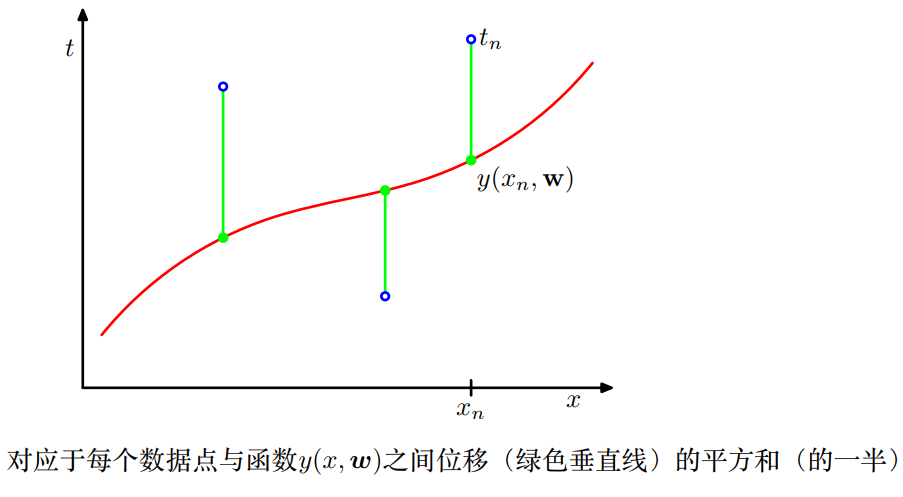 t
tₙ
y(xₙ, w)
xₙ
x
对应于每个数据点与函数y(x, w)之间位移（绿色垂直线）的平方和（的一半）